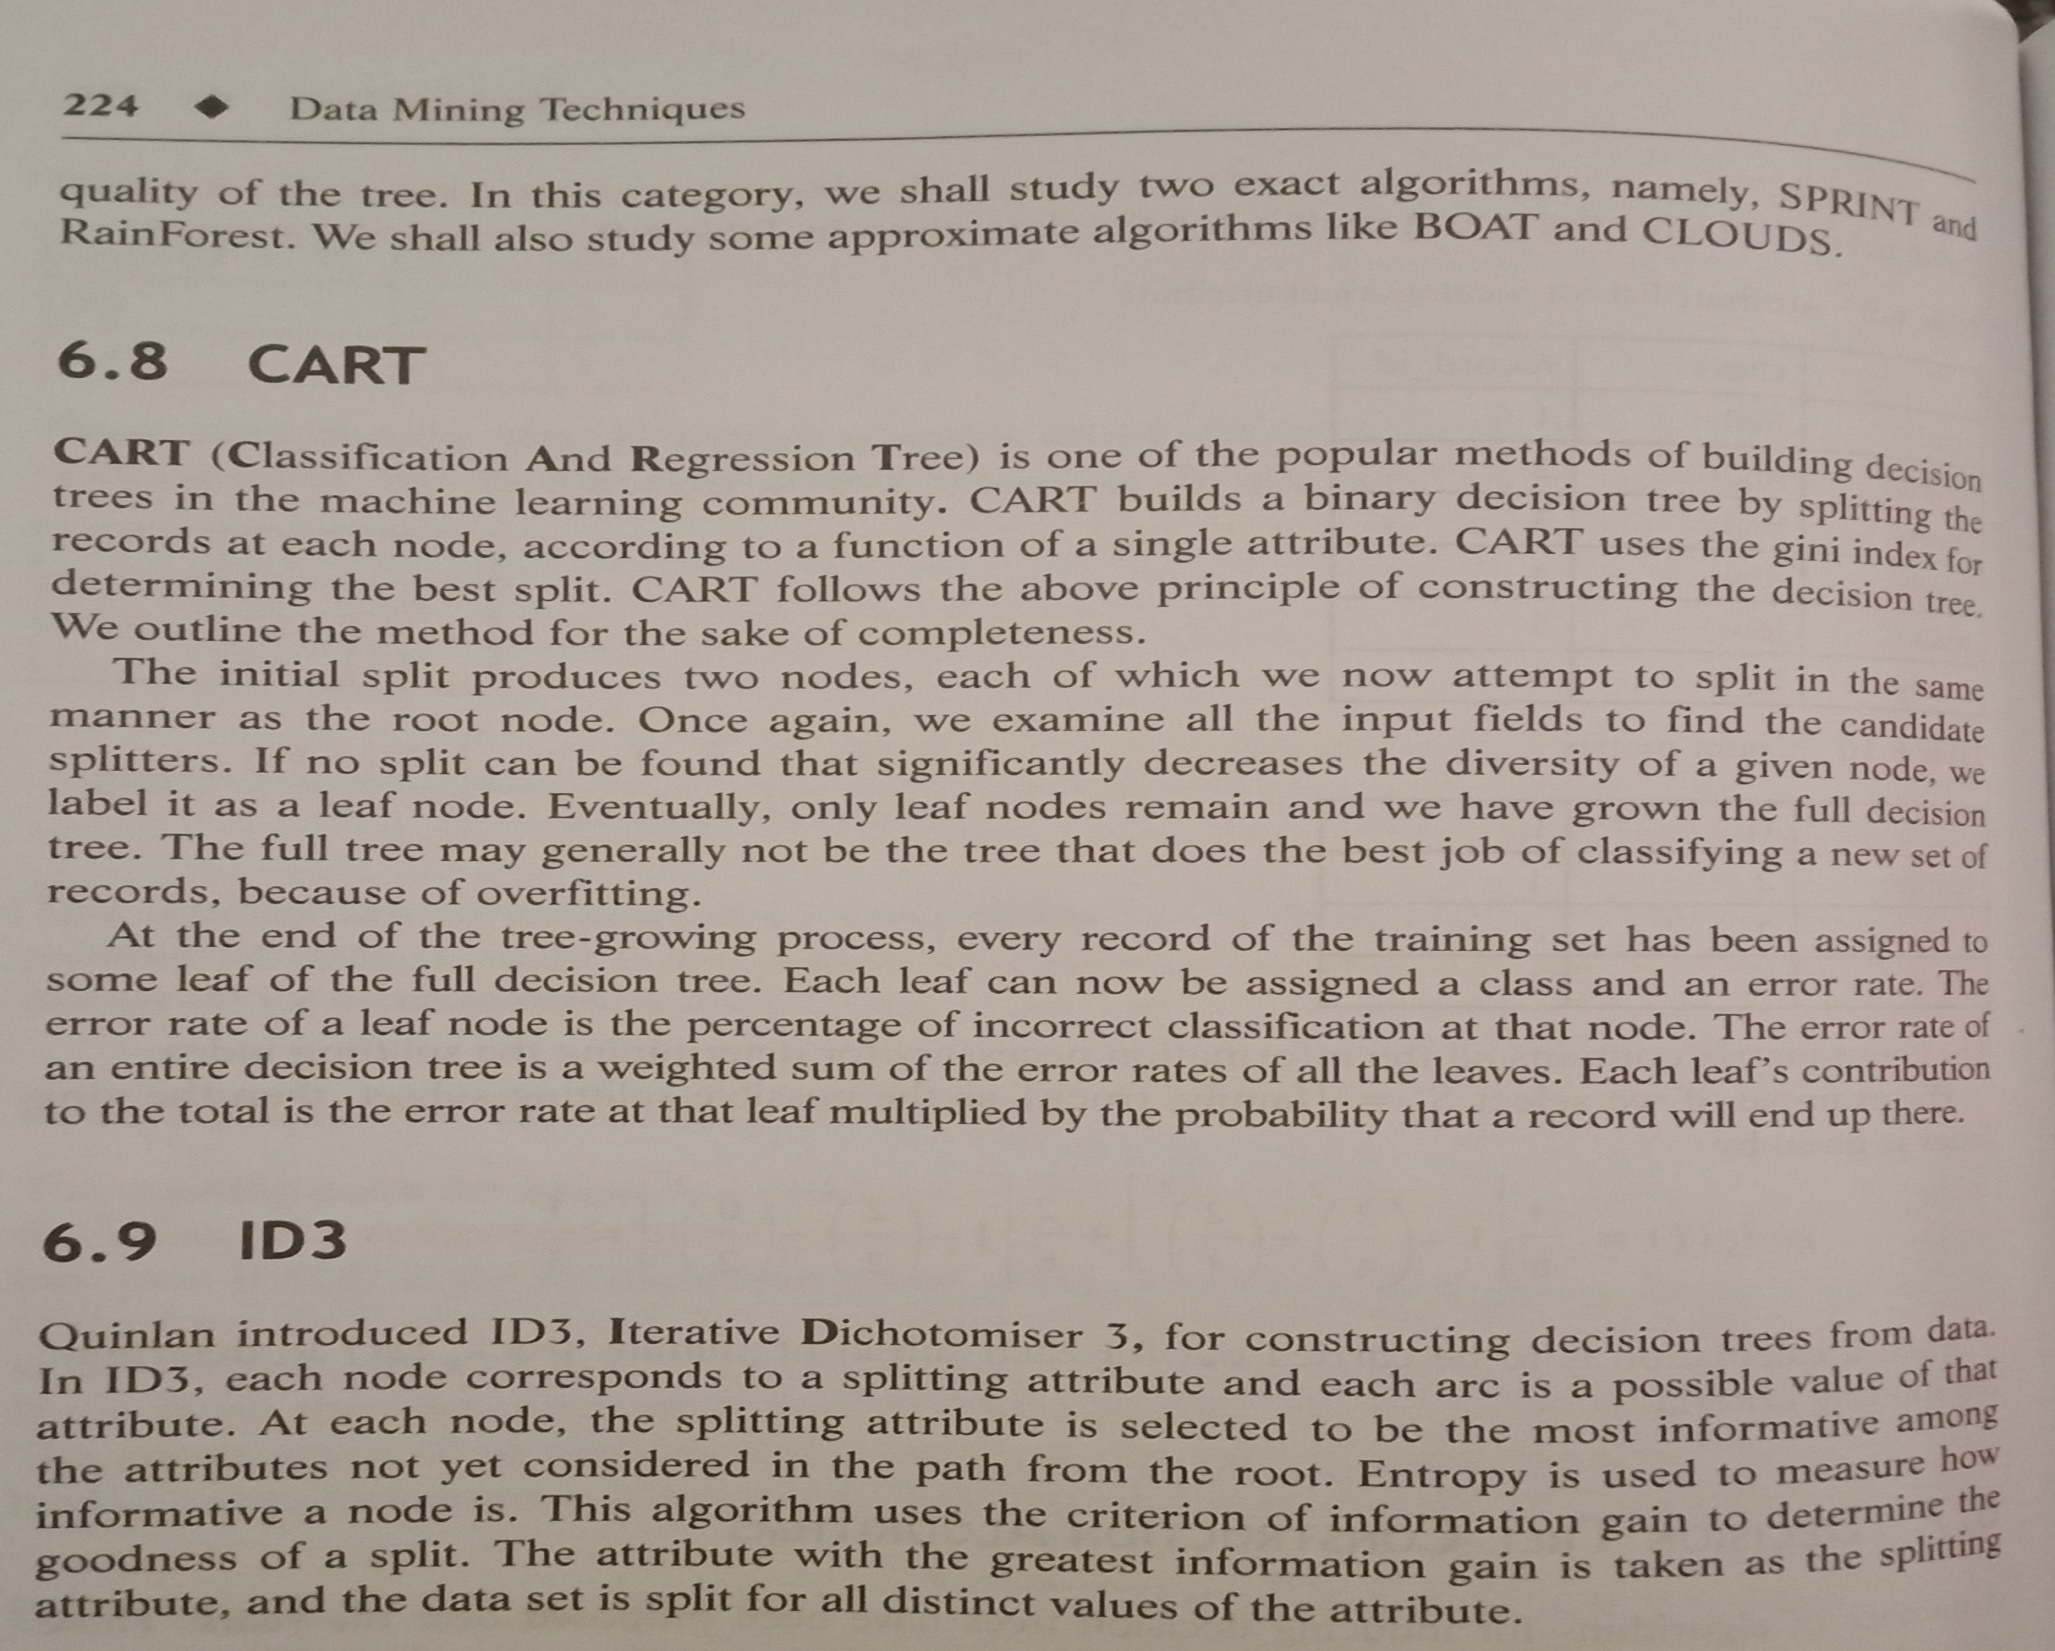 224 ◆ Data Mining Techniques
quality of the tree. In this category, we shall study two exact algorithms, namely, SPRINT and
RainForest. We shall also study some approximate algorithms like BOAT and CLOUDS.
6.8 CART
CART (Classification And Regression Tree) is one of the popular methods of building decision
trees in the machine learning community. CART builds a binary decision tree by splitting the
records at each node, according to a function of a single attribute. CART uses the gini index for
determining the best split. CART follows the above principle of constructing the decision tree.
We outline the method for the sake of completeness.
The initial split produces two nodes, each of which we now attempt to split in the same
manner as the root node. Once again, we examine all the input fields to find the candidate
splitters. If no split can be found that significantly decreases the diversity of a given node, we
label it as a leaf node. Eventually, only leaf nodes remain and we have grown the full decision
tree. The full tree may generally not be the tree that does the best job of classifying a new set of
records, because of overfitting.
At the end of the tree-growing process, every record of the training set has been assigned to
some leaf of the full decision tree. Each leaf can now be assigned a class and an error rate. The
error rate of a leaf node is the percentage of incorrect classification at that node. The error rate of
an entire decision tree is a weighted sum of the error rates of all the leaves. Each leaf's contribution
to the total is the error rate at that leaf multiplied by the probability that a record will end up there.
6.9 ID3
Quinlan introduced ID3, Iterative Dichotomiser 3, for constructing decision trees from data.
In ID3, each node corresponds to a splitting attribute and each arc is a possible value of that
attribute. At each node, the splitting attribute is selected to be the most informative among
the attributes not yet considered in the path from the root. Entropy is used to measure how
informative a node is. This algorithm uses the criterion of information gain to determine the
goodness of a split. The attribute with the greatest information gain is taken as the splitting
attribute, and the data set is split for all distinct values of the attribute.